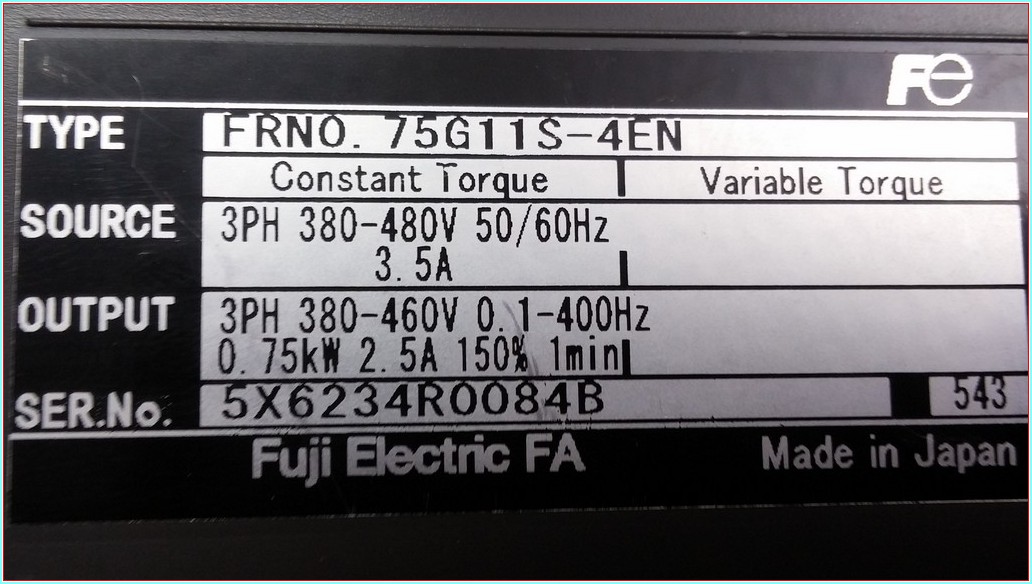 Fe
TYPE FRN0. 75G11S-4EN
Constant Torque Variable Torque
SOURCE 3PH 380-480V 50/60Hz
3. 5A
OUTPUT 3PH 380-460V 0. 1-400Hz
0. 75kW 2. 5A 150% 1min
SER.No. 5X6234R0084B 543
Fuji Electric FA Made in Japan